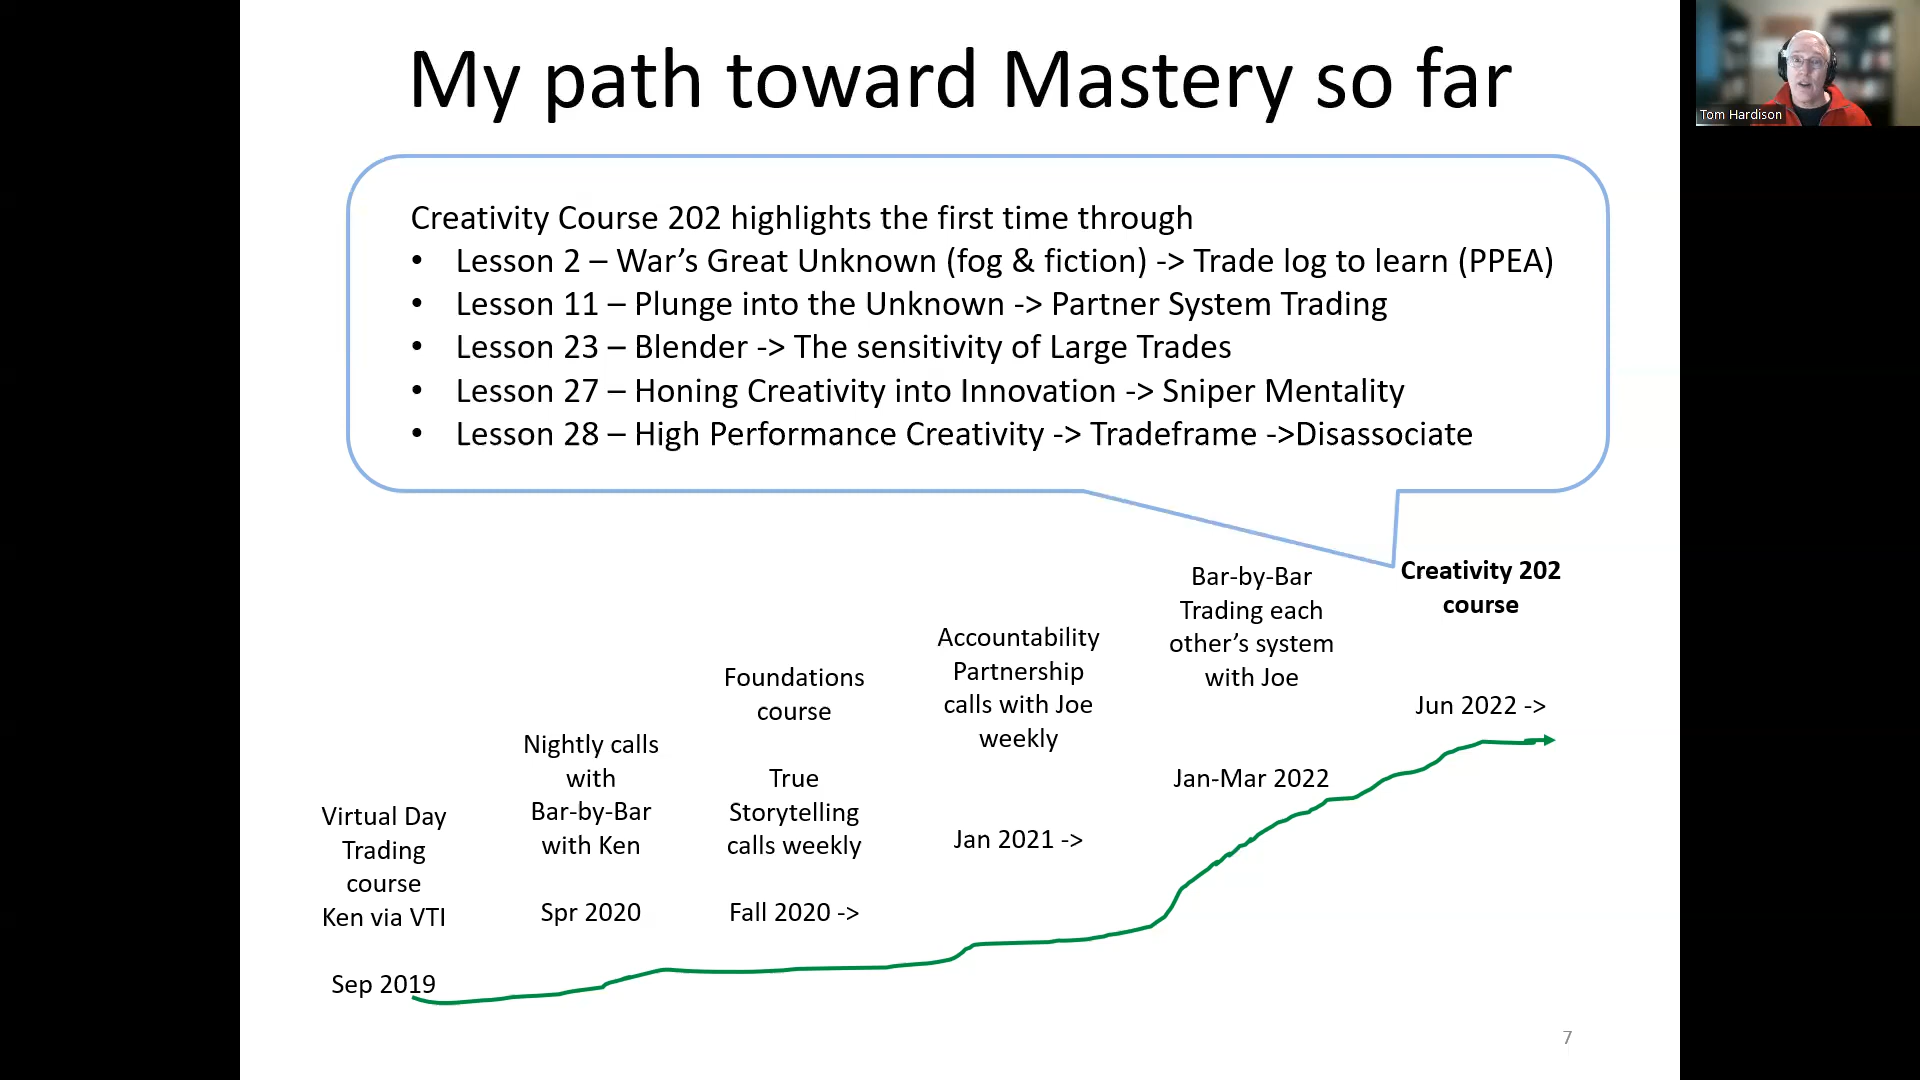 My path toward Mastery so far
Tom Hardison
Creativity Course 202 highlights the first time through
• Lesson 2 – War’s Great Unknown (fog & fiction) -> Trade log to learn (PPEA)
• Lesson 11 – Plunge into the Unknown -> Partner System Trading
• Lesson 23 – Blender -> The sensitivity of Large Trades
• Lesson 27 – Honing Creativity into Innovation -> Sniper Mentality
• Lesson 28 – High Performance Creativity -> Tradeframe ->Disassociate
Virtual Day
Trading
course
Ken via VTI
Sep 2019
Nightly calls
with
Bar-by-Bar
with Ken
Spr 2020
Foundations
course
True
Storytelling
calls weekly
Fall 2020 ->
Accountability
Partnership
calls with Joe
weekly
Jan 2021 ->
Bar-by-Bar
Trading each
other’s system
with Joe
Jan-Mar 2022
Creativity 202
course
Jun 2022 ->
7